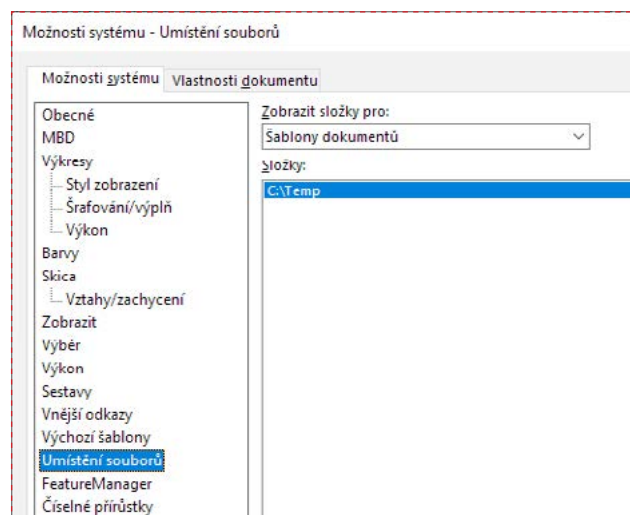 Možnosti systému - Umístění souborů
Možnosti systému
Vlastnosti dokumentu
Obecné
MBD
Výkresy
Styl zobrazení
Šrafování/výplň
Výkon
Barvy
Skica
Vztahy/zachycení
Zobrazit
Výběr
Výkon
Sestavy
Vnější odkazy
Výchozí šablony
Umístění souborů
FeatureManager
Číselné přírůstky
Zobrazit složky pro:
Šablony dokumentů
Složky:
C:\Temp